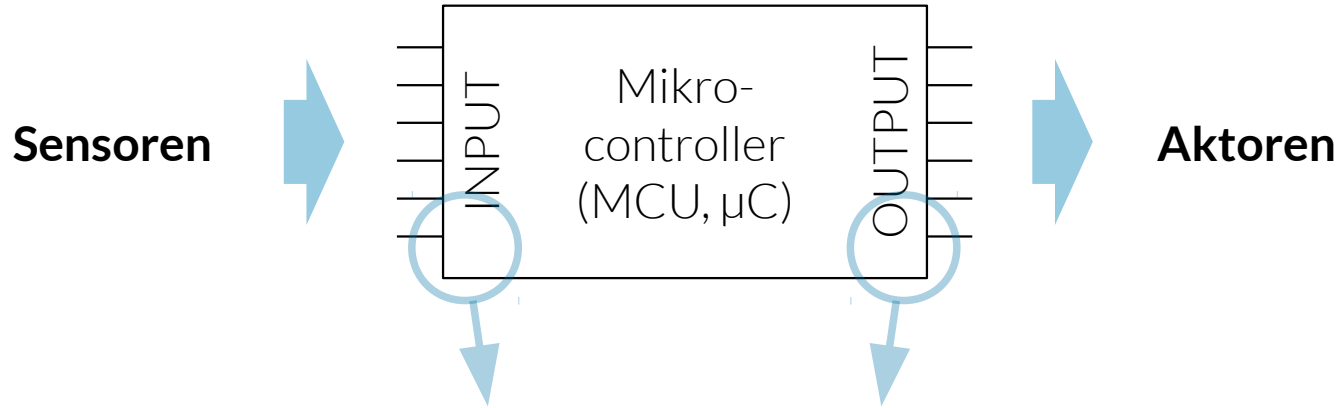 Sensoren
INPUT
Mikro-
controller
(MCU, µC)
OUTPUT
Aktoren